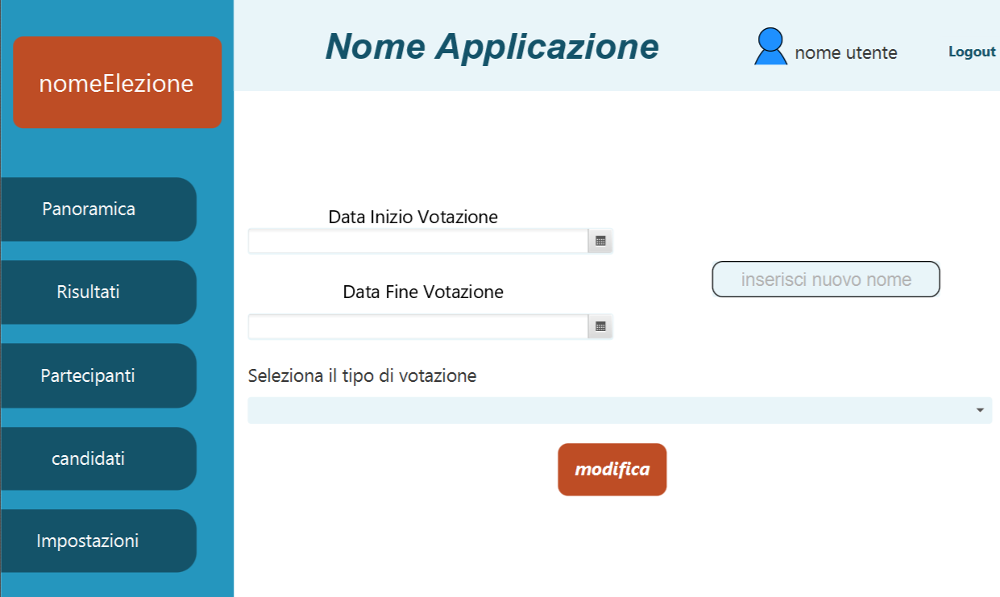 Nome Applicazione
nome utente
Logout
nomeElezione
Panoramica
Risultati
Partecipanti
candidati
Impostazioni
Data Inizio Votazione
Data Fine Votazione
inserisci nuovo nome
Seleziona il tipo di votazione
modifica